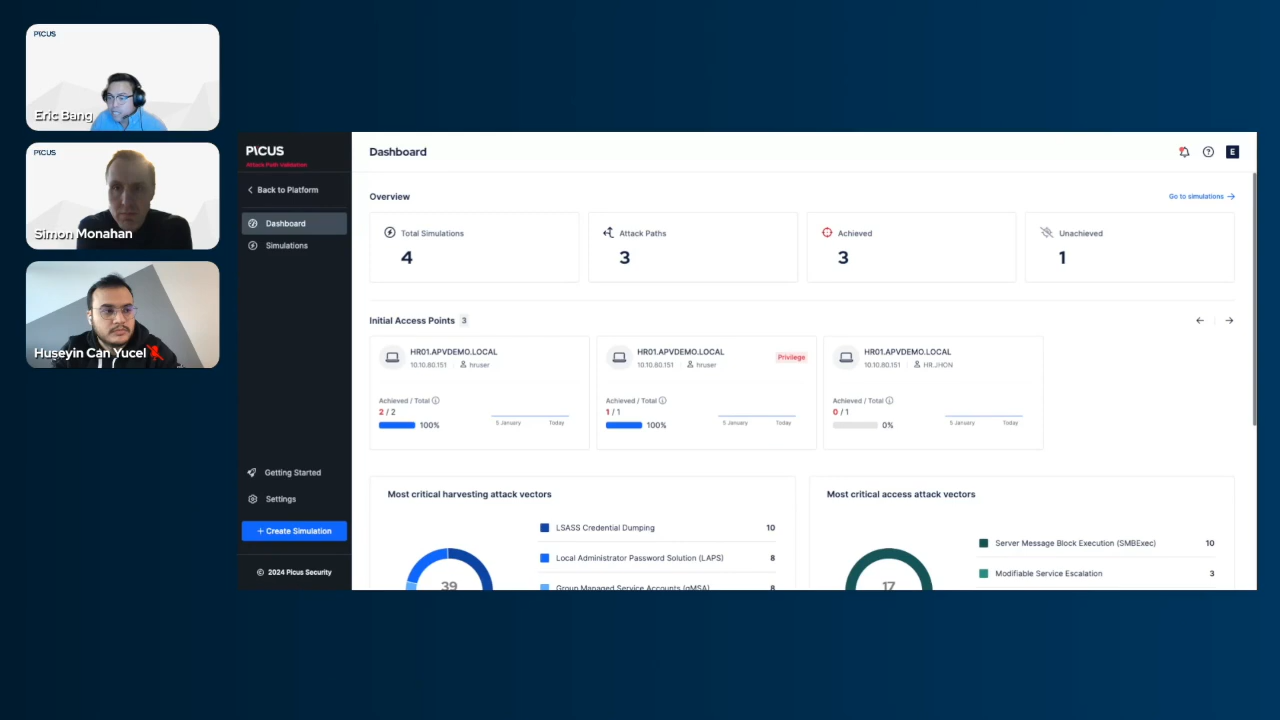 PICUS
Eric Bang
PICUS
Simon Monahan
Huseyin Can Yucel
PICUS
Attack Path Validation
Back to Platform
Dashboard
Simulations
Getting Started
Settings
+ Create Simulation
© 2024 Picus Security
Dashboard
E
Overview
Go to simulations →
Total Simulations
4
Attack Paths
3
Achieved
3
Unachieved
1
Initial Access Points 3
HR01.APVDEMO.LOCAL
10.10.80.151 hruser
Achieved / Total
2 / 2
100%
5 January Today
HR01.APVDEMO.LOCAL
Privilege
10.10.80.151 hruser
Achieved / Total
1 / 1
100%
5 January Today
HR01.APVDEMO.LOCAL
10.10.80.151 HR.JHON
Achieved / Total
0 / 1
0%
5 January Today
Most critical harvesting attack vectors
39
LSASS Credential Dumping 10
Local Administrator Password Solution (LAPS) 8
Group Managed Service Accounts (gMSA) 8
Most critical access attack vectors
17
Server Message Block Execution (SMBExec) 10
Modifiable Service Escalation 3